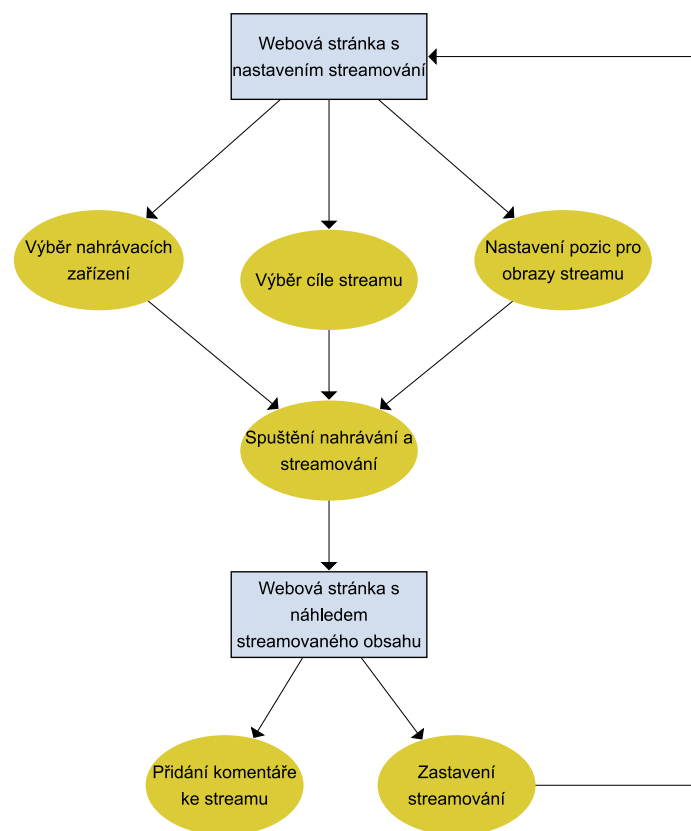 Webová stránka s
nastavením streamování
Výběr nahrávacích
zařízení
Výběr cíle streamu
Nastavení pozic pro
obrazy streamu
Spuštění nahrávání a
streamování
Webová stránka s
náhledem
streamovaného obsahu
Přidání komentáře
ke streamu
Zastavení
streamování